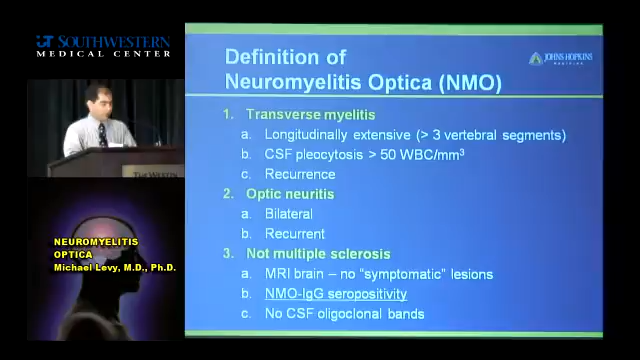 UT SOUTHWESTERN
MEDICAL CENTER
NEUROMYELITIS
OPTICA
Michael Levy, M.D., Ph.D.
Definition of
Neuromyelitis Optica (NMO)
JOHNS HOPKINS
MEDICINE
1. Transverse myelitis
a. Longitudinally extensive (> 3 vertebral segments)
b. CSF pleocytosis > 50 WBC/mm³
c. Recurrence
2. Optic neuritis
a. Bilateral
b. Recurrent
3. Not multiple sclerosis
a. MRI brain – no “symptomatic” lesions
b. NMO-IgG seropositivity
c. No CSF oligoclonal bands